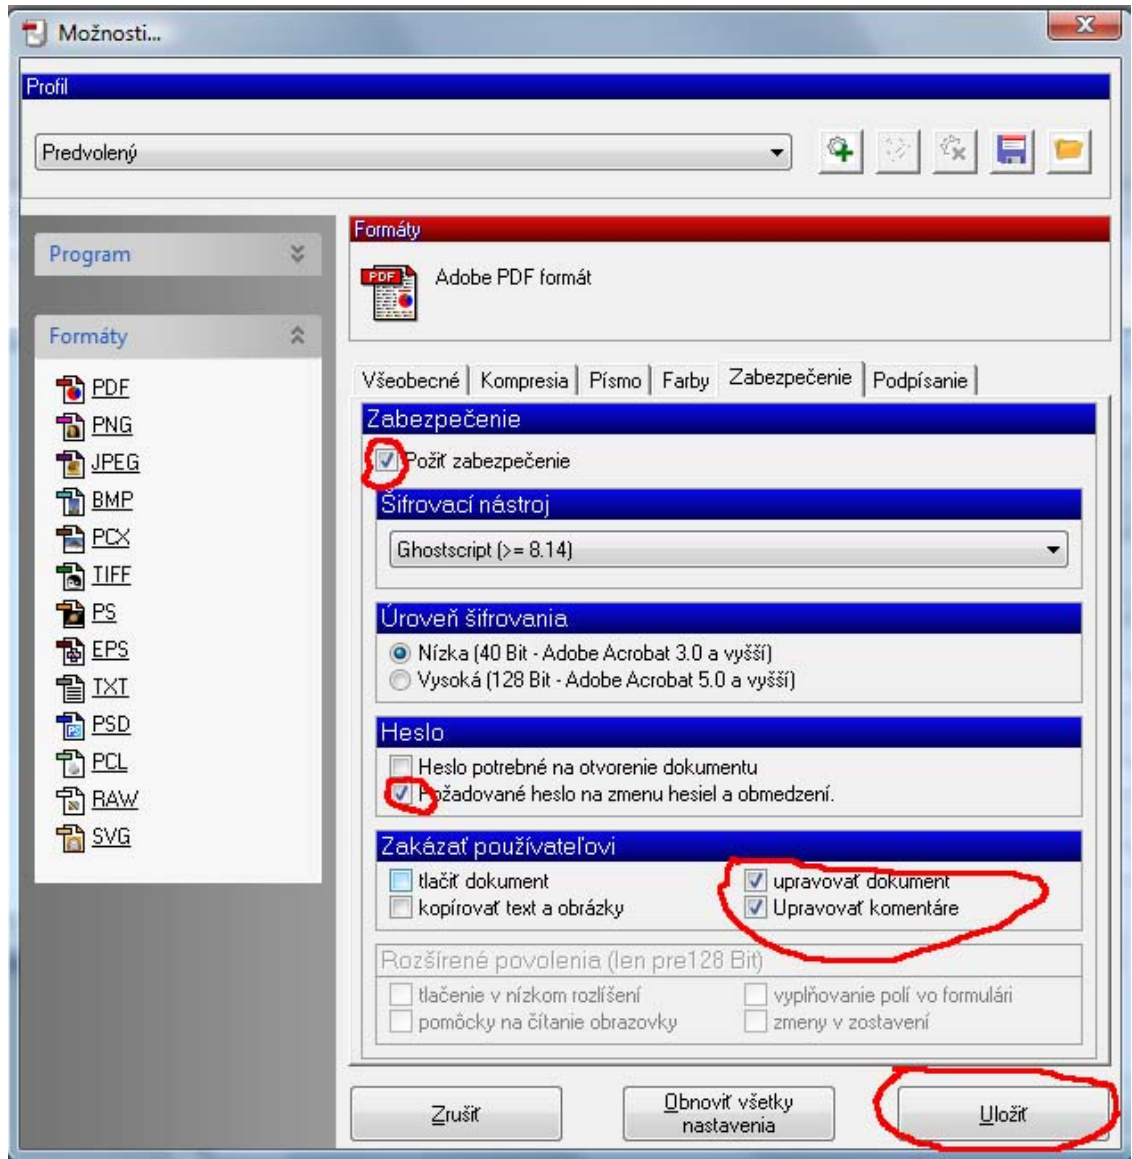 Možnosti...
Profil
Predvolený
Program
Formáty
PDF
PNG
JPEG
BMP
PCX
TIFF
PS
EPS
TXT
PSD
PCL
RAW
SVG
Formáty
PDF
Adobe PDF formát
Všeobecné Kompresia Písmo Farby Zabezpečenie Podpísanie
Zabezpečenie
Požiť zabezpečenie
Šifrovací nástroj
Ghostscript (>= 8.14)
Úroveň šifrovania
Nízka (40 Bit - Adobe Acrobat 3.0 a vyšší)
Vysoká (128 Bit - Adobe Acrobat 5.0 a vyšší)
Heslo
Heslo potrebné na otvorenie dokumentu
Požadované heslo na zmenu hesiel a obmedzení.
Zakázať používateľovi
tlačiť dokument upravovať dokument
kopírovať text a obrázky Upravovať komentáre
Rozšírené povolenia (len pre128 Bit)
tlačenie v nízkom rozlíšení vyplňovanie polí vo formulári
pomôcky na čítanie obrazovky zmeny v zostavení
Zrušiť
Obnoviť všetky
nastavenia
Uložiť